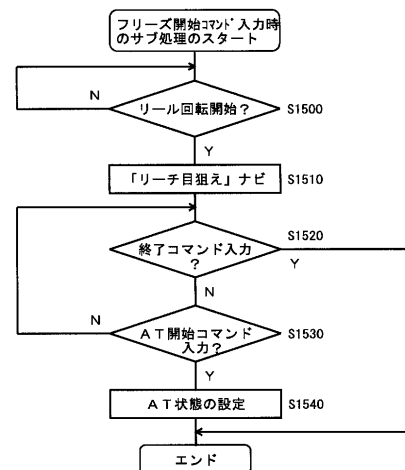 フリーズ開始コマンド入力時
のサブ処理のスタート
N
リール回転開始？
S1500
Y
「リーチ目狙え」ナビ
S1510
終了コマンド入力
？
S1520
Y
N
N
ＡＴ開始コマンド
入力？
S1530
Y
ＡＴ状態の設定
S1540
エンド